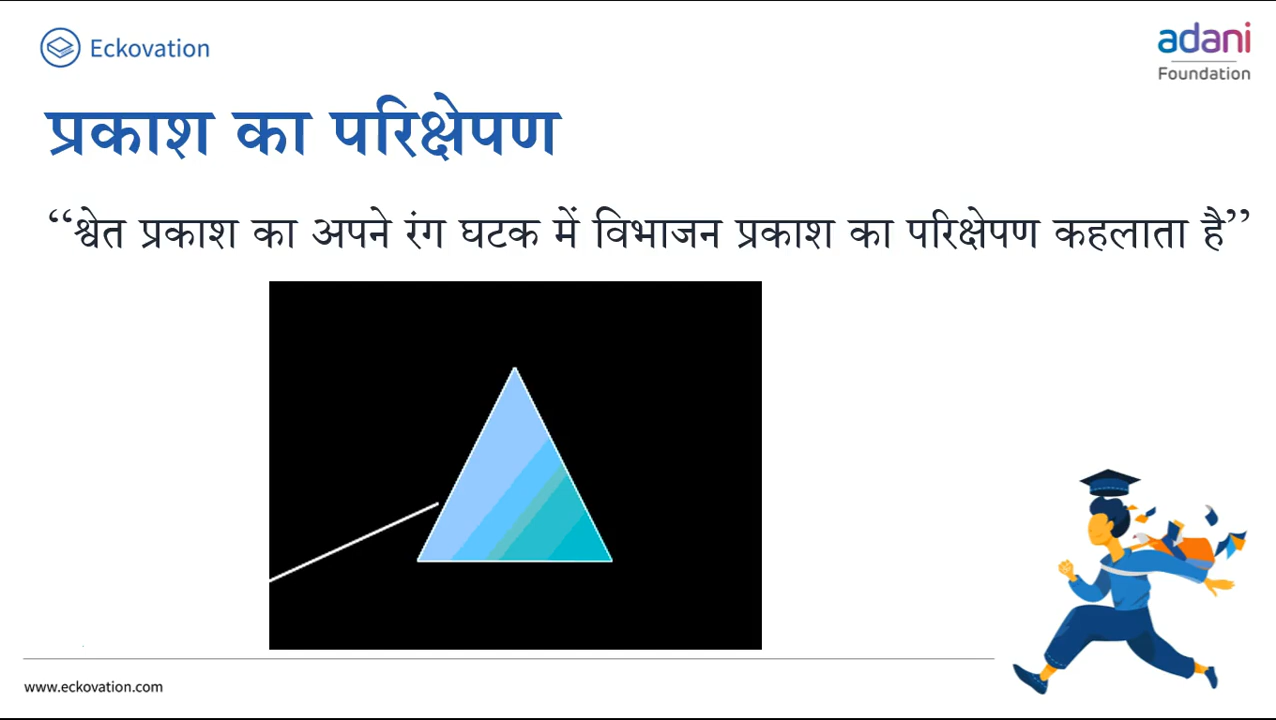 Eckovation
adani
Foundation
प्रकाश का परिक्षेपण
“श्वेत प्रकाश का अपने रंग घटक में विभाजन प्रकाश का परिक्षेपण कहलाता है”
www.eckovation.com